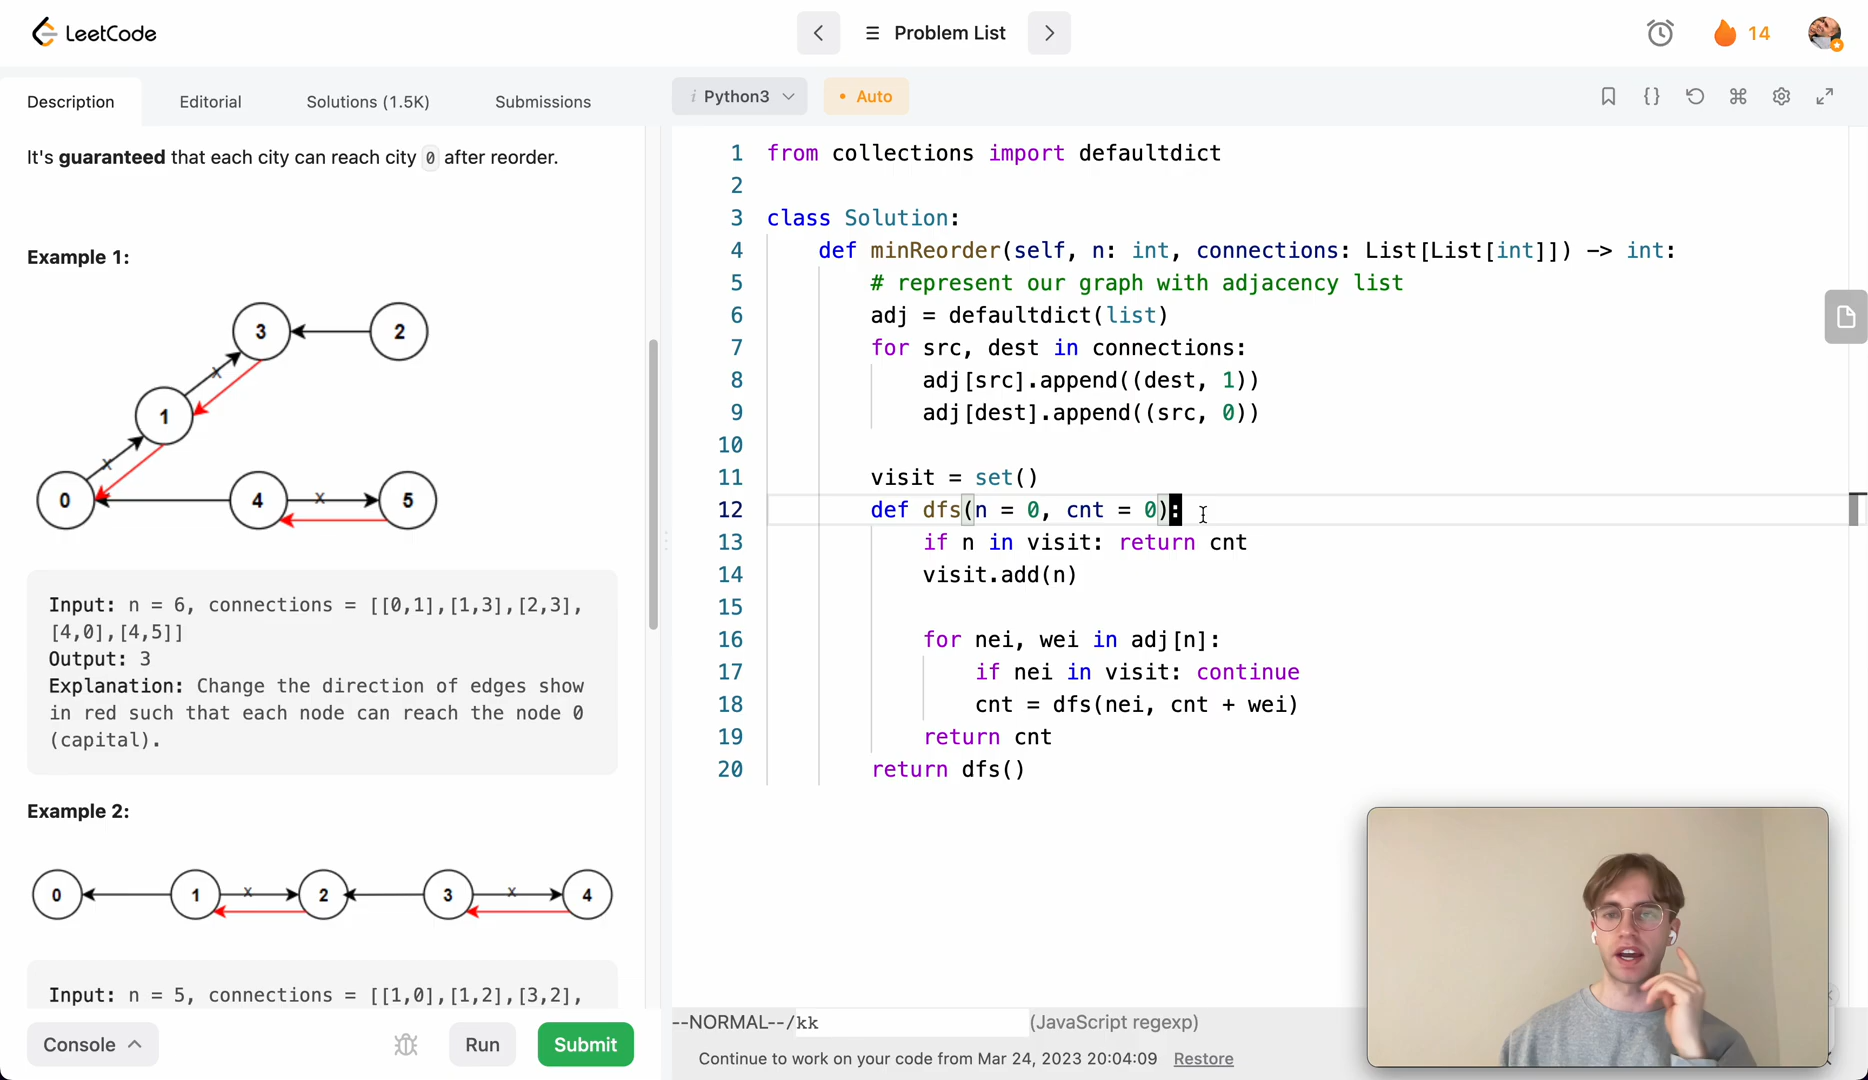 LeetCode
Problem List
14
Description
Editorial
Solutions (1.5K)
Submissions
i Python3
• Auto
It's guaranteed that each city can reach city 0 after reorder.
Example 1:
3
2
x
1
x
0
4
x
5
Input: n = 6, connections = [[0,1],[1,3],[2,3],
[4,0],[4,5]]
Output: 3
Explanation: Change the direction of edges show
in red such that each node can reach the node 0
(capital).
Example 2:
0
1
x
2
3
x
4
Input: n = 5, connections = [[1,0],[1,2],[3,2],
Console
Run
Submit
1 from collections import defaultdict
2
3 class Solution:
4 def minReorder(self, n: int, connections: List[List[int]]) -> int:
5 # represent our graph with adjacency list
6 adj = defaultdict(list)
7 for src, dest in connections:
8 adj[src].append((dest, 1))
9 adj[dest].append((src, 0))
10
11 visit = set()
12 def dfs(n = 0, cnt = 0):
13 if n in visit: return cnt
14 visit.add(n)
15
16 for nei, wei in adj[n]:
17 if nei in visit: continue
18 cnt = dfs(nei, cnt + wei)
19 return cnt
20 return dfs()
--NORMAL--/kk (JavaScript regexp)
Continue to work on your code from Mar 24, 2023 20:04:09 Restore